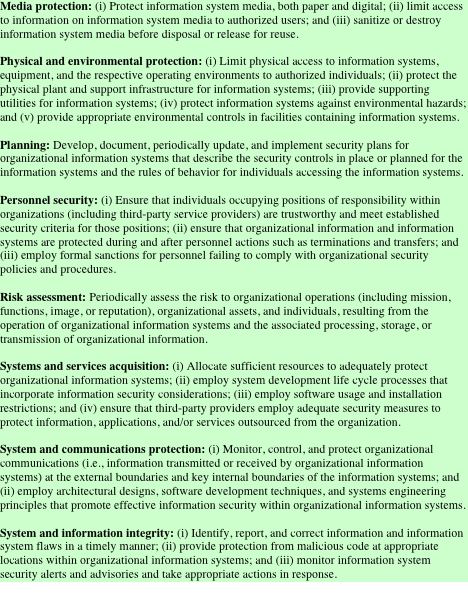 Media protection: (i) Protect information system media, both paper and digital; (ii) limit access
to information on information system media to authorized users; and (iii) sanitize or destroy
information system media before disposal or release for reuse.
Physical and environmental protection: (i) Limit physical access to information systems,
equipment, and the respective operating environments to authorized individuals; (ii) protect the
physical plant and support infrastructure for information systems; (iii) provide supporting
utilities for information systems; (iv) protect information systems against environmental hazards;
and (v) provide appropriate environmental controls in facilities containing information systems.
Planning: Develop, document, periodically update, and implement security plans for
organizational information systems that describe the security controls in place or planned for the
information systems and the rules of behavior for individuals accessing the information systems.
Personnel security: (i) Ensure that individuals occupying positions of responsibility within
organizations (including third-party service providers) are trustworthy and meet established
security criteria for those positions; (ii) ensure that organizational information and information
systems are protected during and after personnel actions such as terminations and transfers; and
(iii) employ formal sanctions for personnel failing to comply with organizational security
policies and procedures.
Risk assessment: Periodically assess the risk to organizational operations (including mission,
functions, image, or reputation), organizational assets, and individuals, resulting from the
operation of organizational information systems and the associated processing, storage, or
transmission of organizational information.
Systems and services acquisition: (i) Allocate sufficient resources to adequately protect
organizational information systems; (ii) employ system development life cycle processes that
incorporate information security considerations; (iii) employ software usage and installation
restrictions; and (iv) ensure that third-party providers employ adequate security measures to
protect information, applications, and/or services outsourced from the organization.
System and communications protection: (i) Monitor, control, and protect organizational
communications (i.e., information transmitted or received by organizational information
systems) at the external boundaries and key internal boundaries of the information systems; and
(ii) employ architectural designs, software development techniques, and systems engineering
principles that promote effective information security within organizational information systems.
System and information integrity: (i) Identify, report, and correct information and information
system flaws in a timely manner; (ii) provide protection from malicious code at appropriate
locations within organizational information systems; and (iii) monitor information system
security alerts and advisories and take appropriate actions in response.